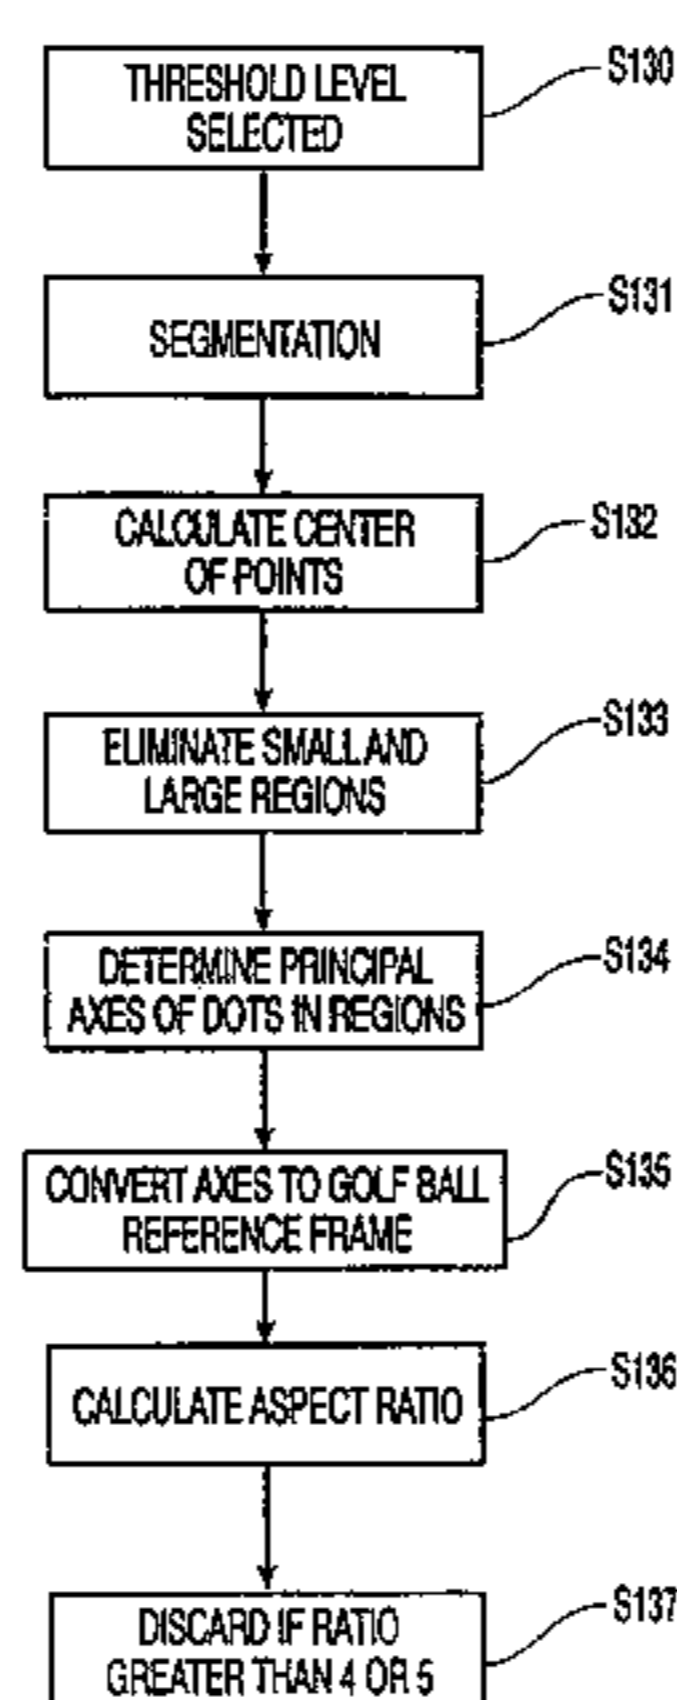 THRESHOLD LEVEL
SELECTED
S130
SEGMENTATION
S131
CALCULATE CENTER
OF POINTS
S132
ELIMINATE SMALL AND
LARGE REGIONS
S133
DETERMINE PRINCIPAL
AXES OF DOTS IN REGIONS
S134
CONVERT AXES TO GOLF BALL
REFERENCE FRAME
S135
CALCULATE ASPECT RATIO
S136
DISCARD IF RATIO
GREATER THAN 4 OR 5
S137